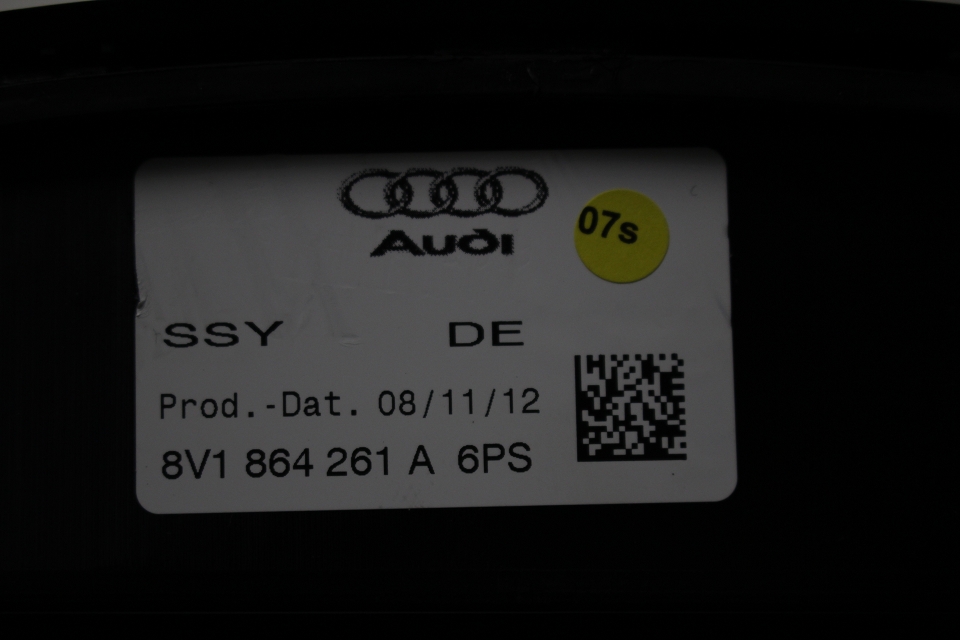 Audi
07s
SSY DE
Prod.-Dat. 08/11/12
8V1 864 261 A 6PS